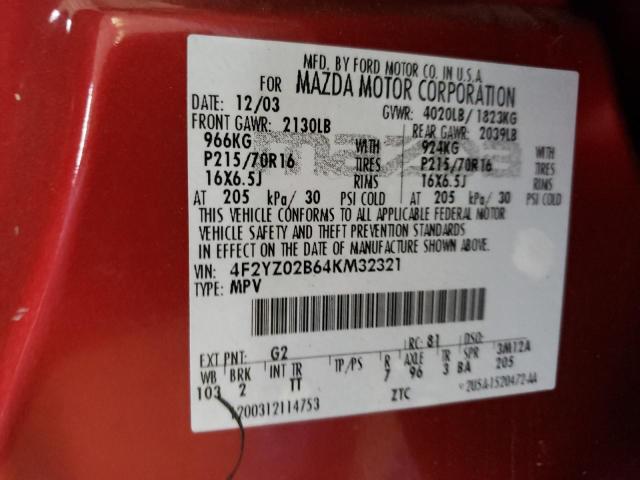 MFD. BY FORD MOTOR CO. IN U.S.A.
FOR MAZDA MOTOR CORPORATION
DATE: 12/03 GVWR: 4020LB/1823KG
FRONT GAWR: 2130LB REAR GAWR: 2039LB
966KG WITH 924KG WITH
P215/70R16 TIRES P215/70R16 TIRES
16X6.5J RIMS 16X6.5J RIMS
AT 205 kPa/30 PSI COLD AT 205 kPa/30 PSI COLD
THIS VEHICLE CONFORMS TO ALL APPLICABLE FEDERAL MOTOR
VEHICLE SAFETY AND THEFT PREVENTION STANDARDS
IN EFFECT ON THE DATE OF MANUFACTURE SHOWN ABOVE.
VIN: 4F2YZ02B64KM32321
TYPE: MPV
EXT PNT: G2 RC: 81 DSO:
WB BRK INT TR TP/PS R AXLE TR SPR 3M12A
103 2 TT 7 96 3 BA 205
1200312114753 ZTC 2U5A-1520472-AA